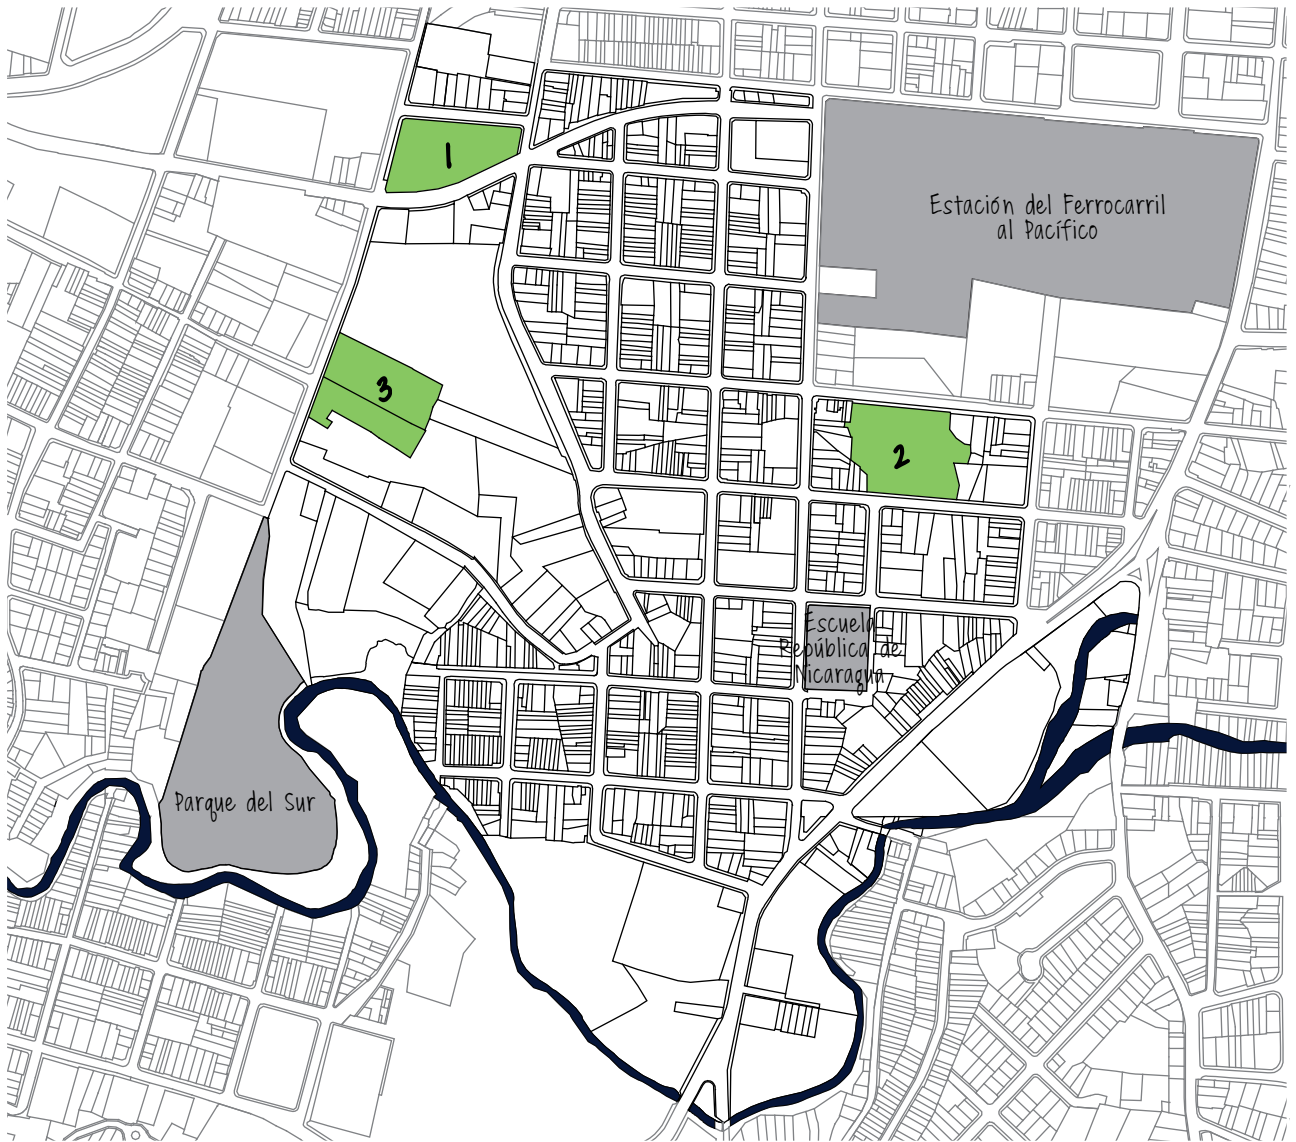 1
Estación del Ferrocarril
al Pacífico
3
2
Escuela
República de
Nicaragua
Parque del Sur